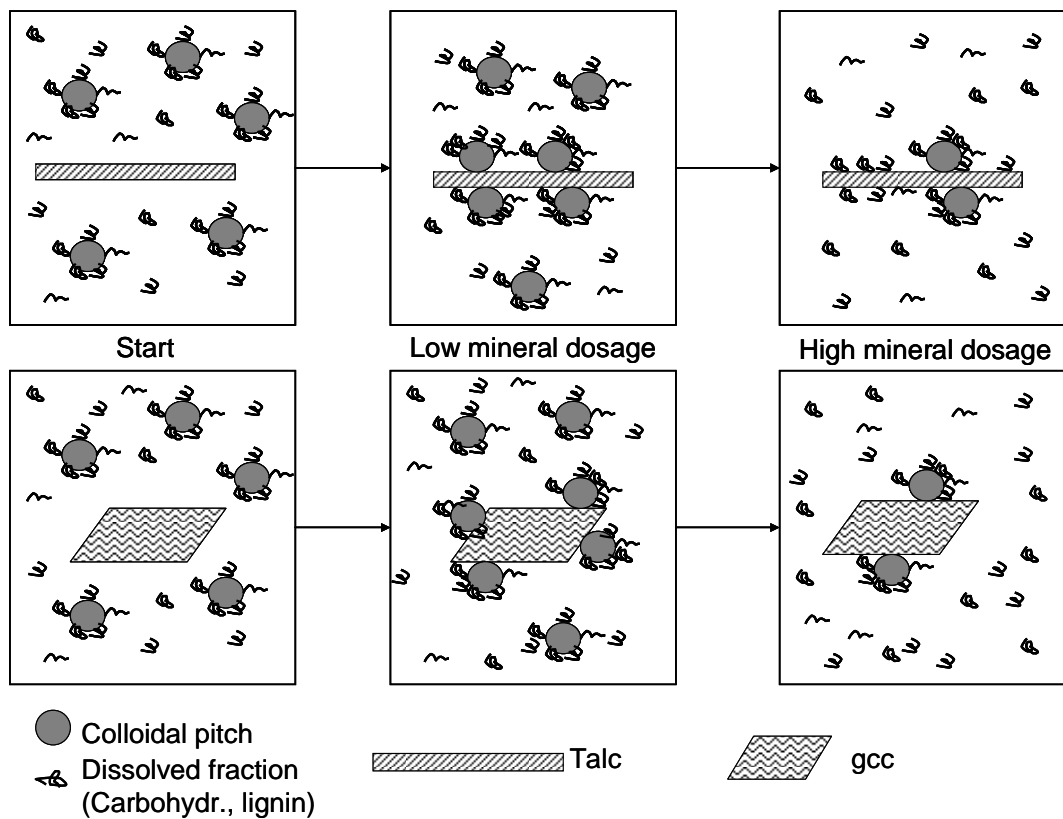 Start
Low mineral dosage
High mineral dosage
Colloidal pitch
Dissolved fraction
(Carbohydr., lignin)
Talc
gcc